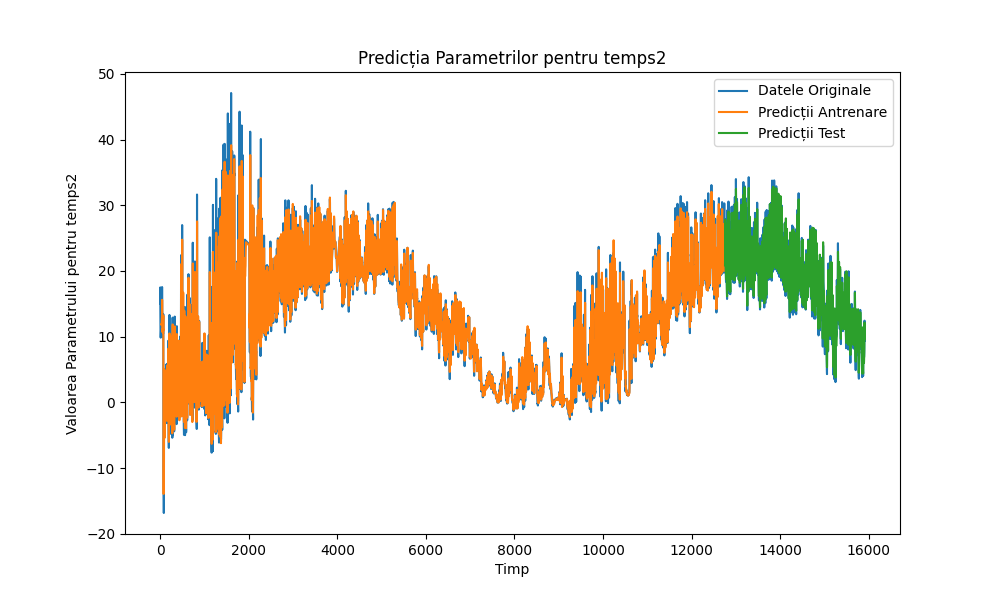 Predicția Parametrilor pentru temps2
Datele Originale
Predicții Antrenare
Predicții Test
Valoarea Parametrului pentru temps2
50
40
30
20
10
0
−10
−20
0 2000 4000 6000 8000 10000 12000 14000 16000
Timp